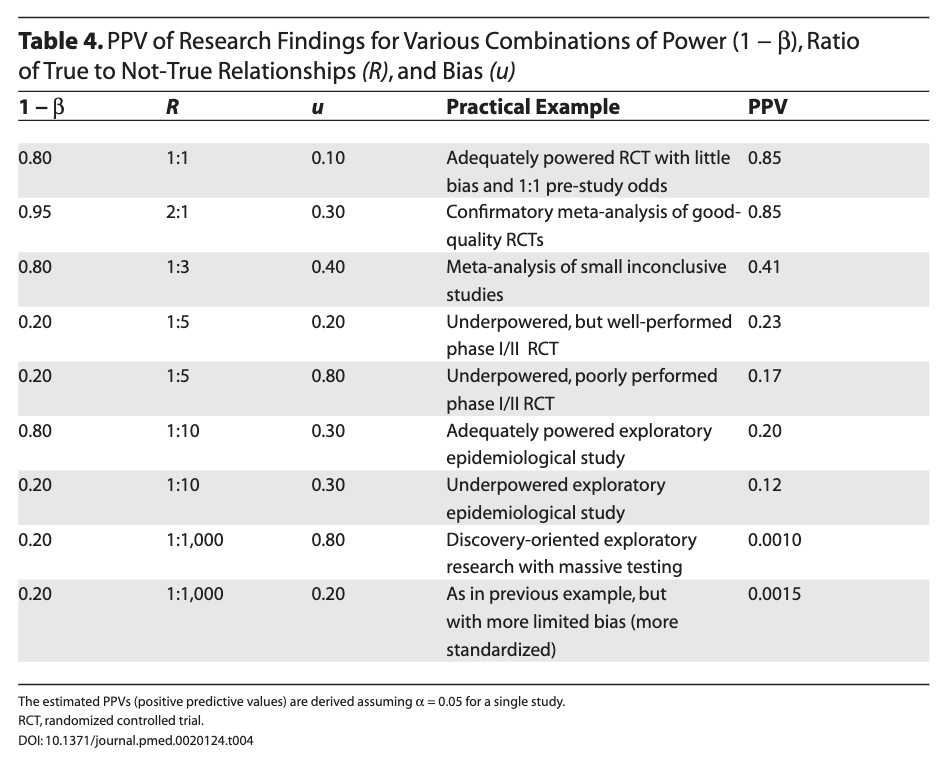 Table 4. PPV of Research Findings for Various Combinations of Power (1 − β), Ratio
of True to Not-True Relationships (R), and Bias (u)
1 − β R u Practical Example PPV
0.80 1:1 0.10 Adequately powered RCT with little 0.85
bias and 1:1 pre-study odds
0.95 2:1 0.30 Confirmatory meta-analysis of good- 0.85
quality RCTs
0.80 1:3 0.40 Meta-analysis of small inconclusive 0.41
studies
0.20 1:5 0.20 Underpowered, but well-performed 0.23
phase I/II RCT
0.20 1:5 0.80 Underpowered, poorly performed 0.17
phase I/II RCT
0.80 1:10 0.30 Adequately powered exploratory 0.20
epidemiological study
0.20 1:10 0.30 Underpowered exploratory 0.12
epidemiological study
0.20 1:1,000 0.80 Discovery-oriented exploratory 0.0010
research with massive testing
0.20 1:1,000 0.20 As in previous example, but 0.0015
with more limited bias (more
standardized)
The estimated PPVs (positive predictive values) are derived assuming α = 0.05 for a single study.
RCT, randomized controlled trial.
DOI: 10.1371/journal.pmed.0020124.t004